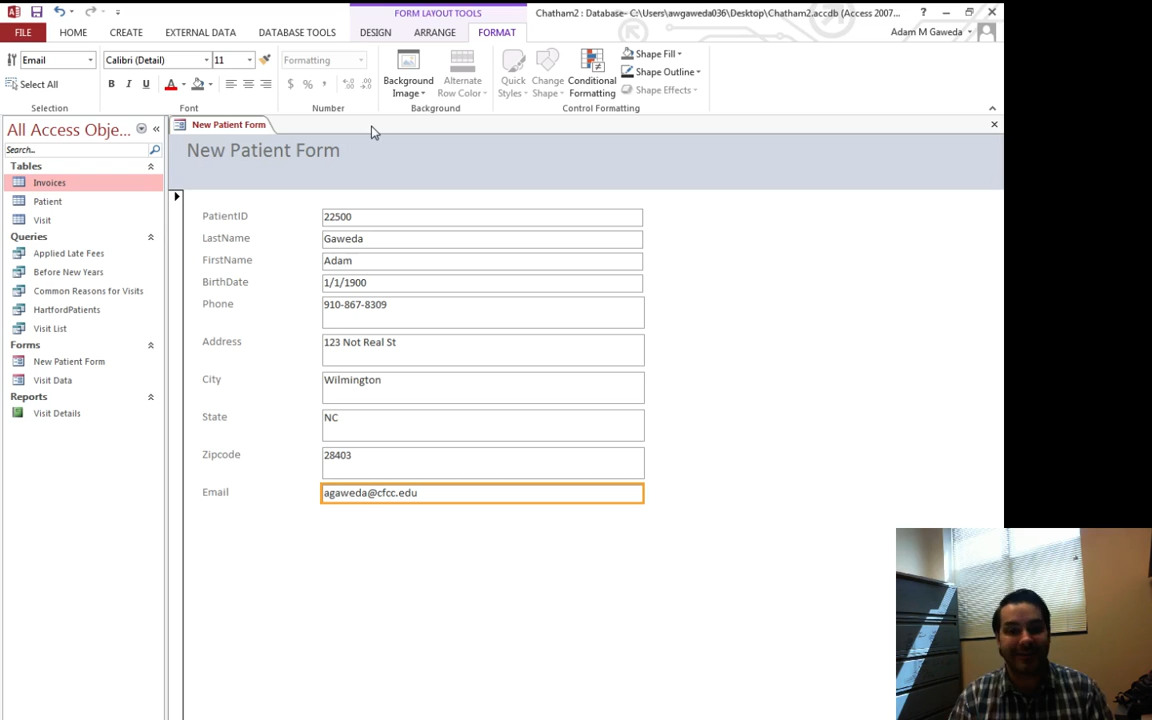 FORM LAYOUT TOOLS
Chatham2 : Database- C:\Users\awgaweda036\Desktop\Chatham2.accdb (Access 2007...
?
FILE HOME CREATE EXTERNAL DATA DATABASE TOOLS DESIGN ARRANGE FORMAT
Adam M Gaweda
Email
Calibri (Detail) 11
Formatting
Select All
B I U A
$ % ,
Background Image
Alternate Row Color
Quick Styles
Change Shape
Conditional Formatting
Shape Fill
Shape Outline
Shape Effects
Selection Font Number Background Control Formatting
All Access Obje...
Search...
Tables
Invoices
Patient
Visit
Queries
Applied Late Fees
Before New Years
Common Reasons for Visits
HartfordPatients
Visit List
Forms
New Patient Form
Visit Data
Reports
Visit Details
New Patient Form
New Patient Form
PatientID 22500
LastName Gaweda
FirstName Adam
BirthDate 1/1/1900
Phone 910-867-8309
Address 123 Not Real St
City Wilmington
State NC
Zipcode 28403
Email agaweda@cfcc.edu